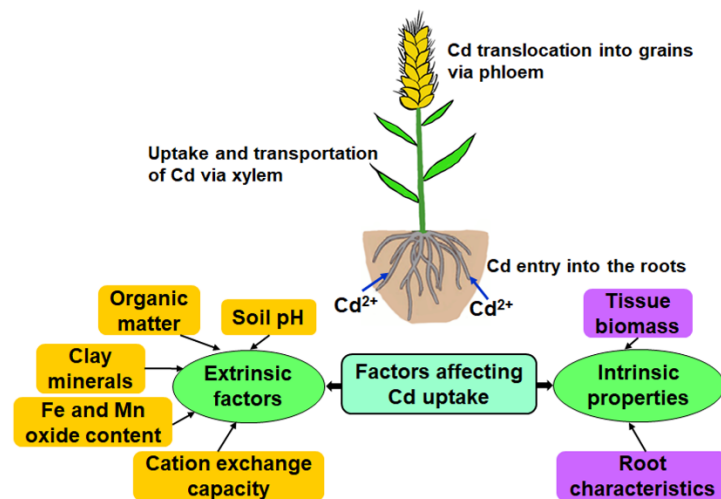 Cd translocation into grains
via phloem
Uptake and transportation
of Cd via xylem
Cd entry into the roots
Cd²⁺
Cd²⁺
Organic
matter
Soil pH
Clay
minerals
Fe and Mn
oxide content
Cation exchange
capacity
Extrinsic
factors
Factors affecting
Cd uptake
Intrinsic
properties
Tissue
biomass
Root
characteristics